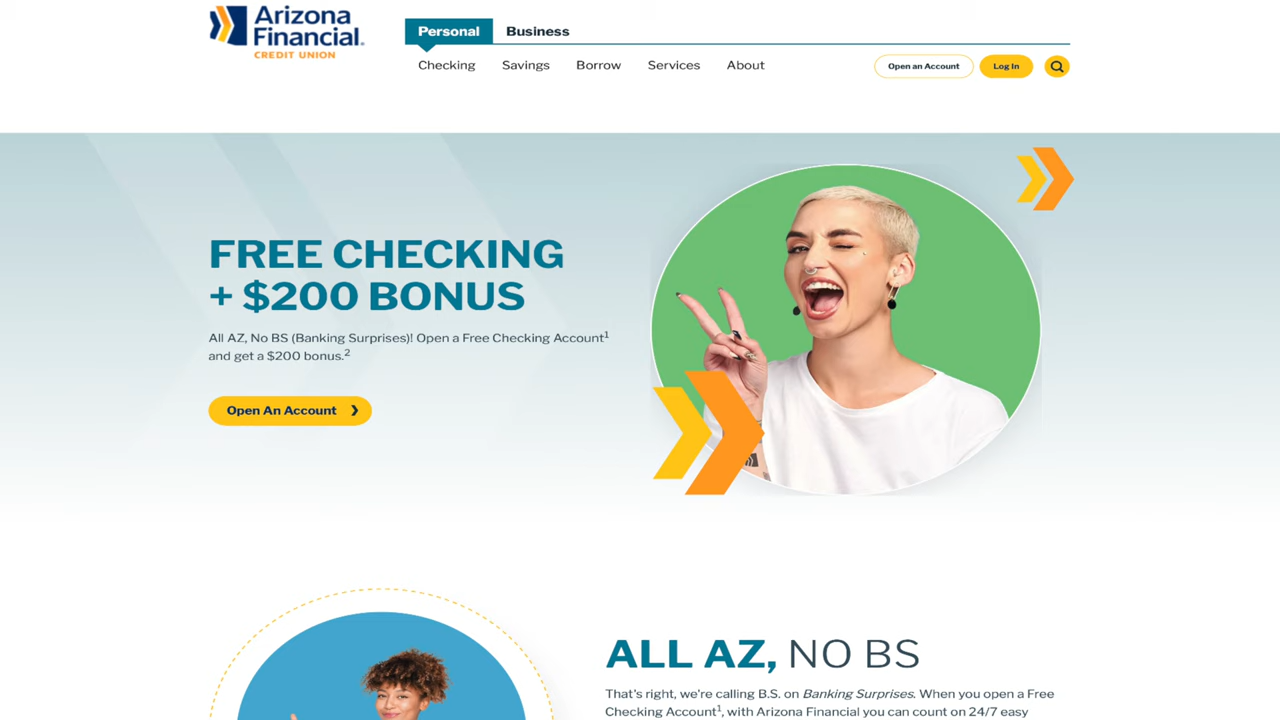 Arizona
Financial
CREDIT UNION
Personal
Business
Checking
Savings
Borrow
Services
About
Open an Account
Log In
FREE CHECKING
+ $200 BONUS
All AZ, No BS (Banking Surprises)! Open a Free Checking Account¹
and get a $200 bonus.²
Open An Account
ALL AZ, NO BS
That's right, we're calling B.S. on Banking Surprises. When you open a Free
Checking Account¹, with Arizona Financial you can count on 24/7 easy